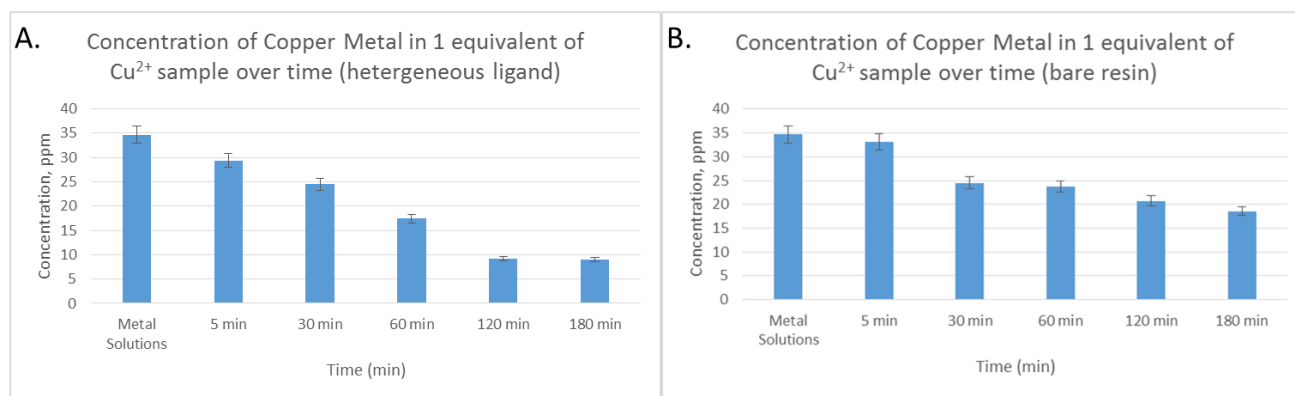 A.
Concentration of Copper Metal in 1 equivalent of
Cu²⁺ sample over time (hetergeneous ligand)
Concentration, ppm
40
35
30
25
20
15
10
5
0
Metal
Solutions
5 min
30 min
60 min
120 min
180 min
Time (min)
B.
Concentration of Copper Metal in 1 equivalent of
Cu²⁺ sample over time (bare resin)
Concentration, ppm
40
35
30
25
20
15
10
5
0
Metal
Solutions
5 min
30 min
60 min
120 min
180 min
Time (min)